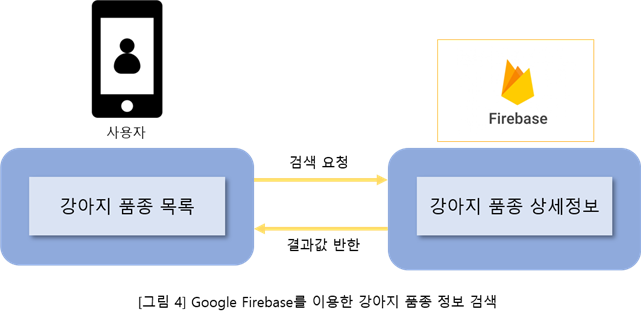 사용자
Firebase
검색 요청
강아지 품종 목록
강아지 품종 상세정보
결과값 반한
[그림 4] Google Firebase를 이용한 강아지 품종 정보 검색